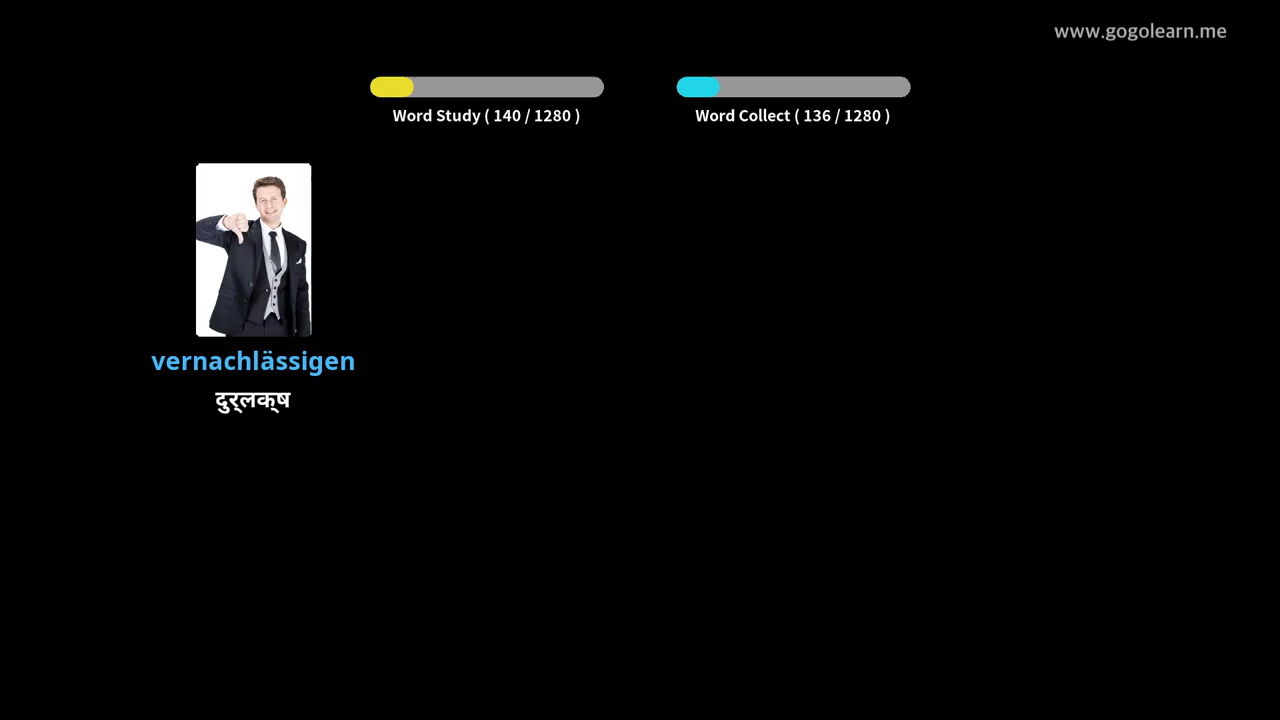 www.gogolearn.me
Word Study ( 140 / 1280 )
Word Collect ( 136 / 1280 )
vernachlässigen
दुर्लक्ष